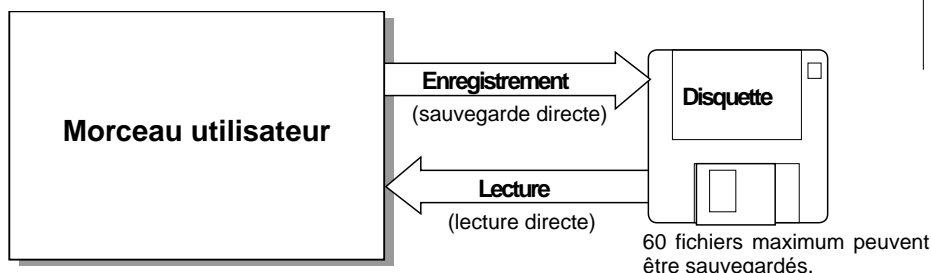 Morceau utilisateur
Enregistrement
(sauvegarde directe)
Disquette
Lecture
(lecture directe)
60 fichiers maximum peuvent
être sauvegardés.